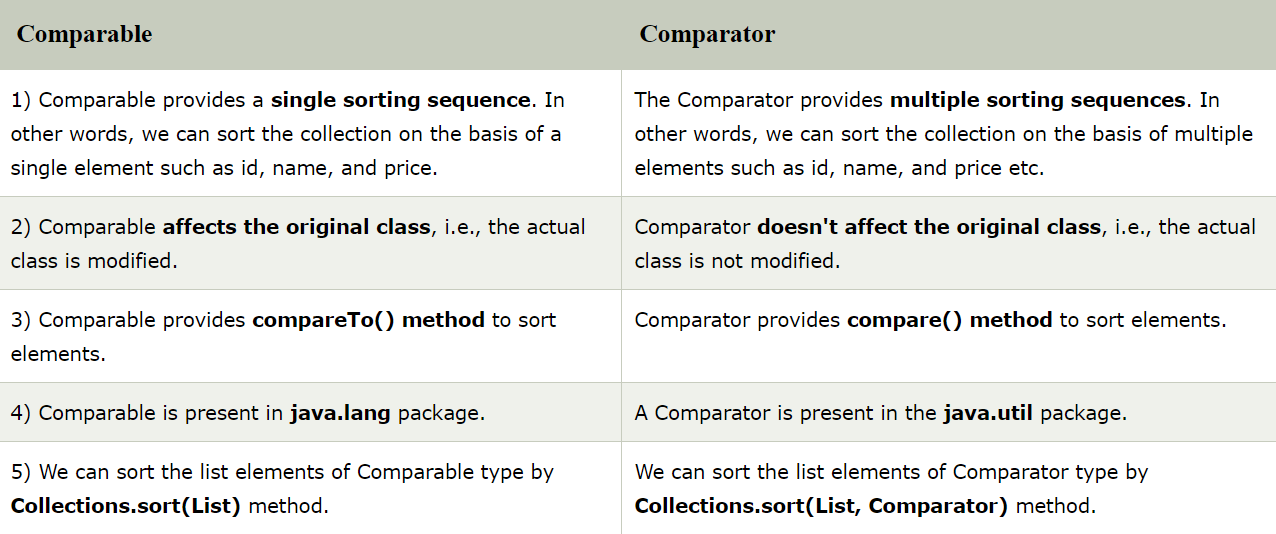 Comparable
Comparator
1) Comparable provides a single sorting sequence. In
other words, we can sort the collection on the basis of a
single element such as id, name, and price.
The Comparator provides multiple sorting sequences. In
other words, we can sort the collection on the basis of multiple
elements such as id, name, and price etc.
2) Comparable affects the original class, i.e., the actual
class is modified.
Comparator doesn't affect the original class, i.e., the actual
class is not modified.
3) Comparable provides compareTo() method to sort
elements.
Comparator provides compare() method to sort elements.
4) Comparable is present in java.lang package.
A Comparator is present in the java.util package.
5) We can sort the list elements of Comparable type by
Collections.sort(List) method.
We can sort the list elements of Comparator type by
Collections.sort(List, Comparator) method.